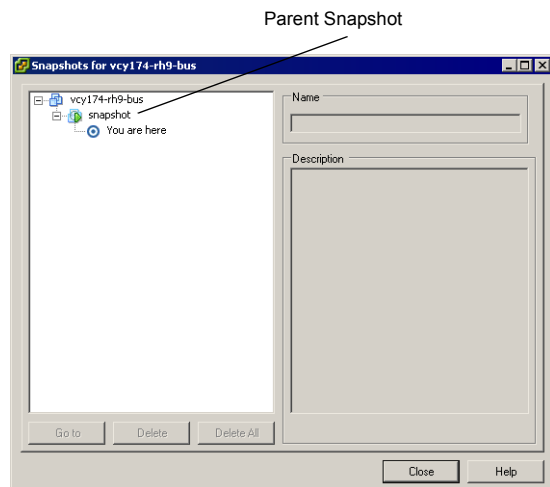 Parent Snapshot
Snapshots for vcy174-rh9-bus
vcy174-rh9-bus
snapshot
You are here
Name
Description
Go to
Delete
Delete All
Close
Help